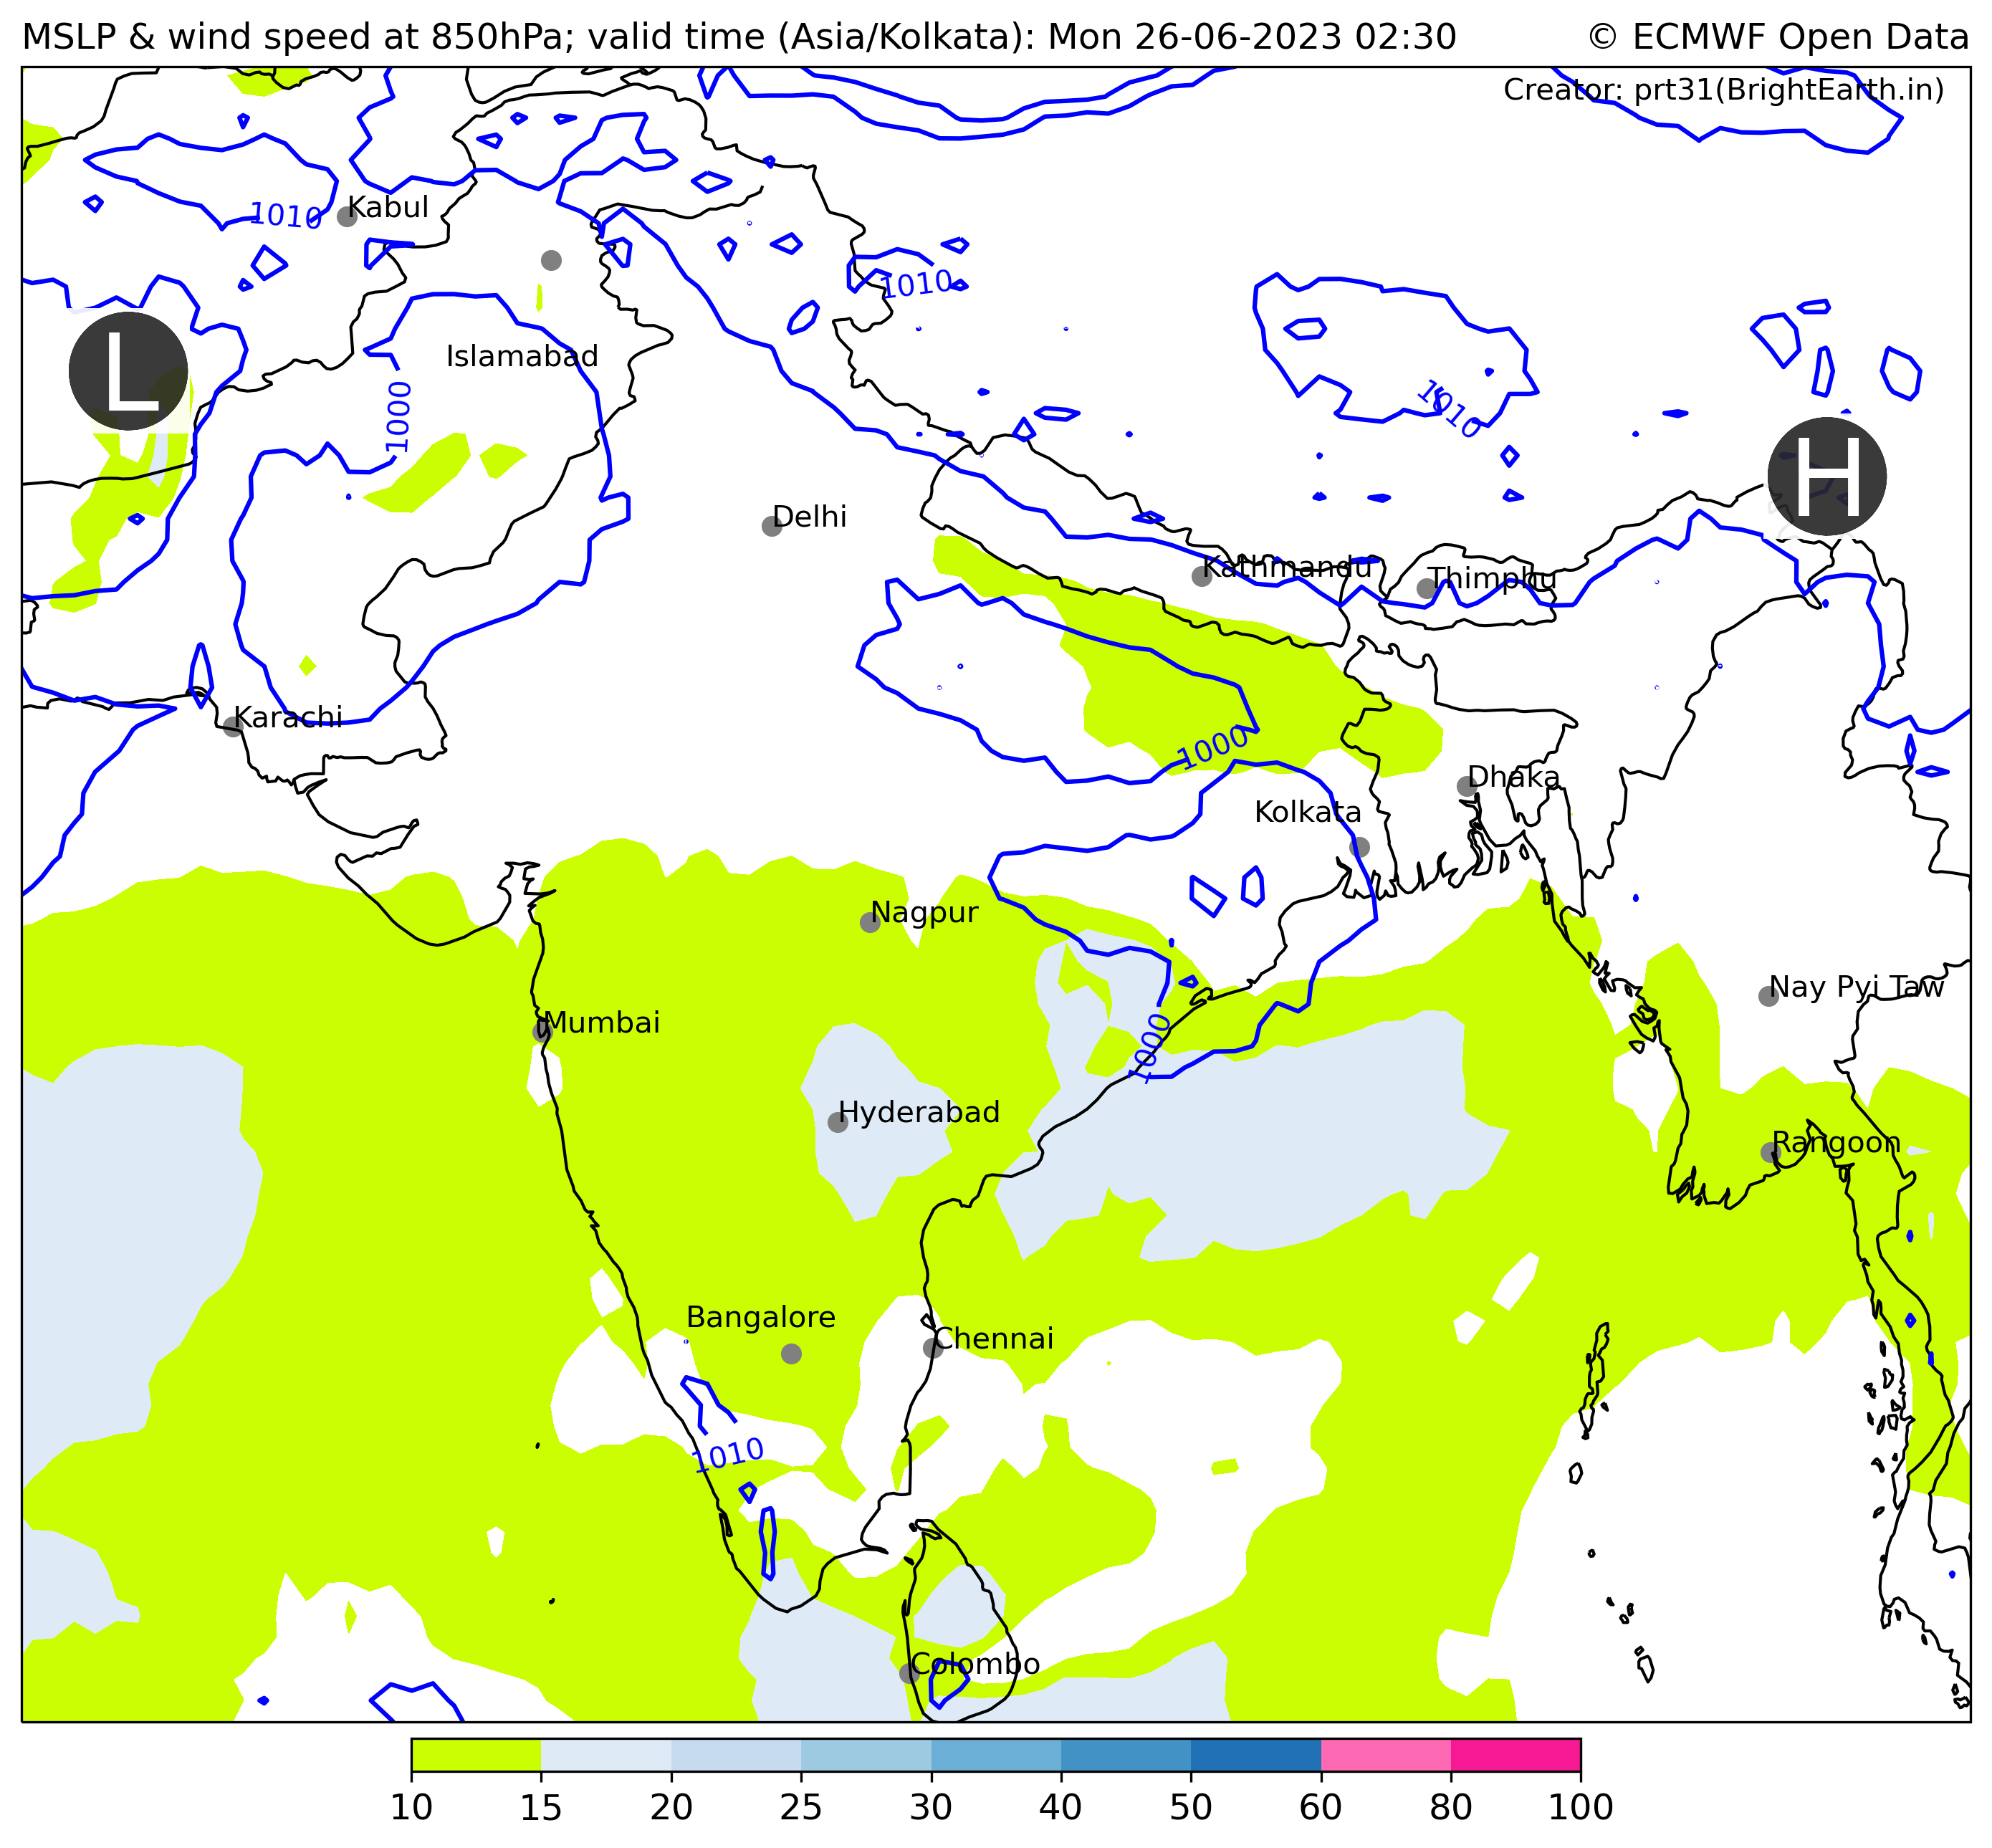 MSLP & wind speed at 850hPa; valid time (Asia/Kolkata): Mon 26-06-2023 02:30
© ECMWF Open Data
Creator: prt31(BrightEarth.in)
Kabul
1010
1010
L
Islamabad
1000
1010
H
Delhi
Kathmandu
Thimphu
Karachi
1000
Dhaka
Kolkata
Nagpur
Nay Pyi Taw
Mumbai
1000
Hyderabad
Rangoon
Bangalore
Chennai
1010
Colombo
10 15 20 25 30 40 50 60 80 100